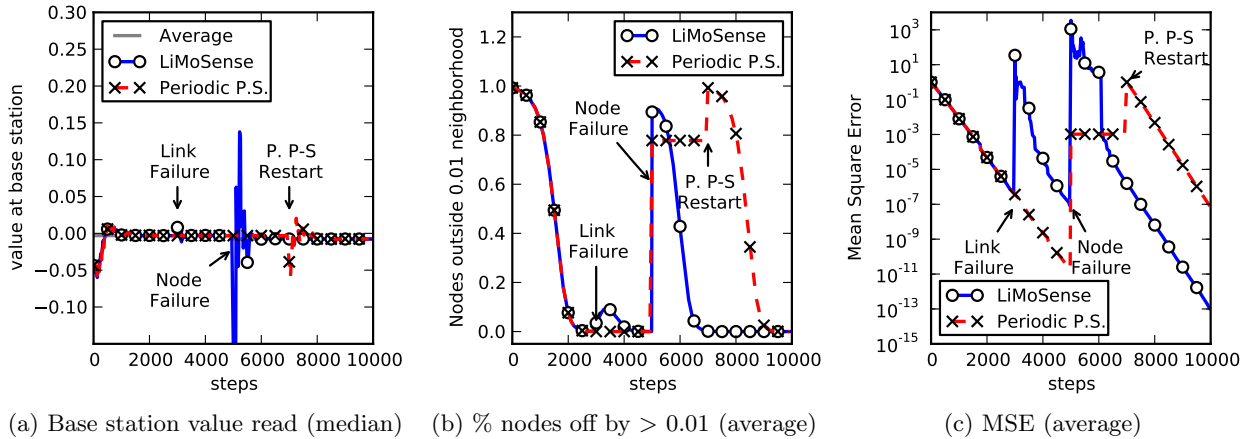 0.30
0.25
0.20
0.15
0.10
0.05
0.00
−0.05
−0.10
value at base station
Average
LiMoSense
Periodic P.S.
Link
Failure
P. P-S
Restart
Node
Failure
0 2000 4000 6000 8000 10000
steps
(a) Base station value read (median)
1.2
1.0
0.8
0.6
0.4
0.2
0.0
Nodes outside 0.01 neighborhood
LiMoSense
Periodic P.S.
Node
Failure
P. P-S
Restart
Link
Failure
0 2000 4000 6000 8000 10000
steps
(b) % nodes off by > 0.01 (average)
10^3
10^1
10^-1
10^-3
10^-5
10^-7
10^-9
10^-11
10^-13
10^-15
Mean Square Error
P. P-S
Restart
Link
Failure
Node
Failure
LiMoSense
Periodic P.S.
0 2000 4000 6000 8000 10000
steps
(c) MSE (average)